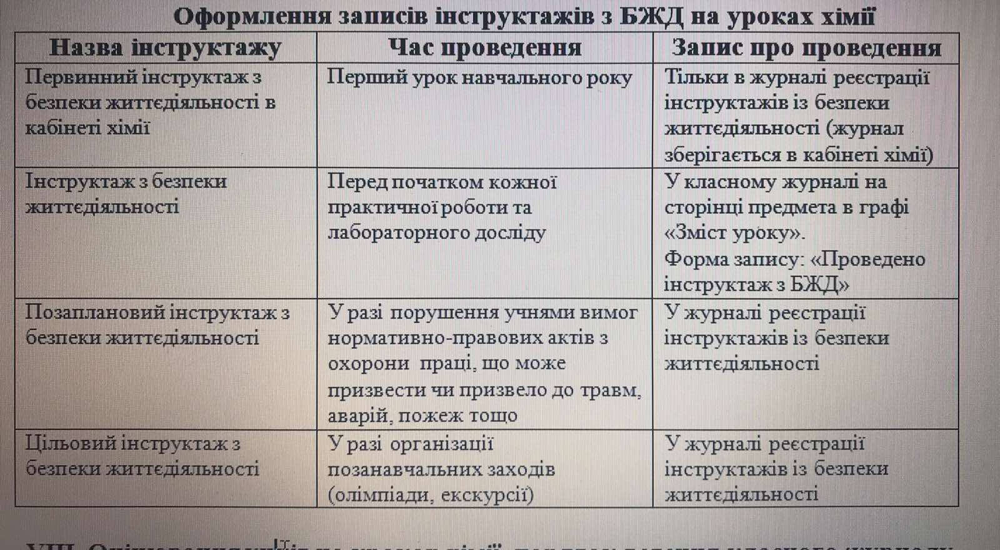 Оформлення записів інструктажів з БЖД на уроках хімії
Назва інструктажу
Час проведення
Запис про проведення
Первинний інструктаж з
безпеки життєдіяльності в
кабінеті хімії
Перший урок навчального року
Тільки в журналі реєстрації
інструктажів із безпеки
життєдіяльності (журнал
зберігається в кабінеті хімії)
Інструктаж з безпеки
життєдіяльності
Перед початком кожної
практичної роботи та
лабораторного досліду
У класному журналі на
сторінці предмета в графі
«Зміст уроку».
Форма запису: «Проведено
інструктаж з БЖД»
Позаплановий інструктаж з
безпеки життєдіяльності
У разі порушення учнями вимог
нормативно-правових актів з
охорони праці, що може
призвести чи призвело до травм,
аварій, пожеж тощо
У журналі реєстрації
інструктажів із безпеки
життєдіяльності
Цільовий інструктаж з
безпеки життєдіяльності
У разі організації
позанавчальних заходів
(олімпіади, екскурсії)
У журналі реєстрації
інструктажів із безпеки
життєдіяльності